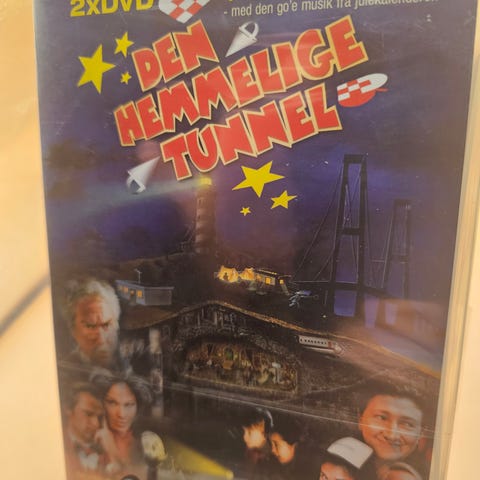 2xDVD
- med den go'e musik fra julekalenderen
DEN
HEMMELIGE
TUNNEL